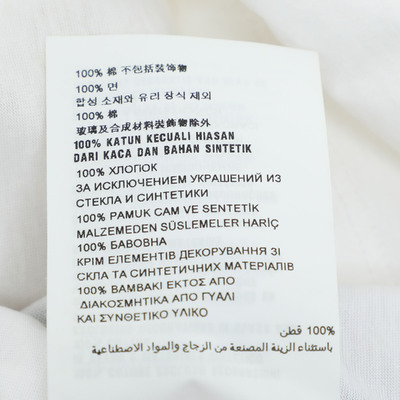 100% 棉 不包括装饰物
100% 면
합성 소재와 유리 장식 제외
100% 棉
玻璃及合成材料裝飾物除外
100% KATUN KECUALI HIASAN
DARI KACA DAN BAHAN SINTETIK
100% ХЛОПОК
ЗА ИСКЛЮЧЕНИЕМ УКРАШЕНИЙ ИЗ
СТЕКЛА И СИНТЕТИКИ
100% PAMUK CAM VE SENTETİK
MALZEMEDEN SÜSLEMELER HARİÇ
100% БАВОВНА
КРІМ ЕЛЕМЕНТІВ ДЕКОРУВАННЯ ЗІ
СКЛА ТА СИНТЕТИЧНИХ МАТЕРІАЛІВ
100% ΒΑΜΒΑΚΙ ΕΚΤΟΣ ΑΠΟ
ΔΙΑΚΟΣΜΗΤΙΚΑ ΑΠΟ ΓΥΑΛΙ
ΚΑΙ ΣΥΝΘΕΤΙΚΟ ΥΛΙΚΟ
100% قطن
باستثناء الزينة المصنعة من الزجاج والمواد الاصطناعية